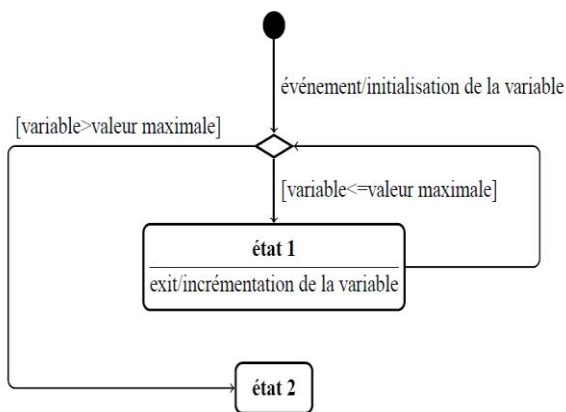 événement/initialisation de la variable
[variable>valeur maximale]
[variable<=valeur maximale]
état 1
exit/incrémentation de la variable
état 2